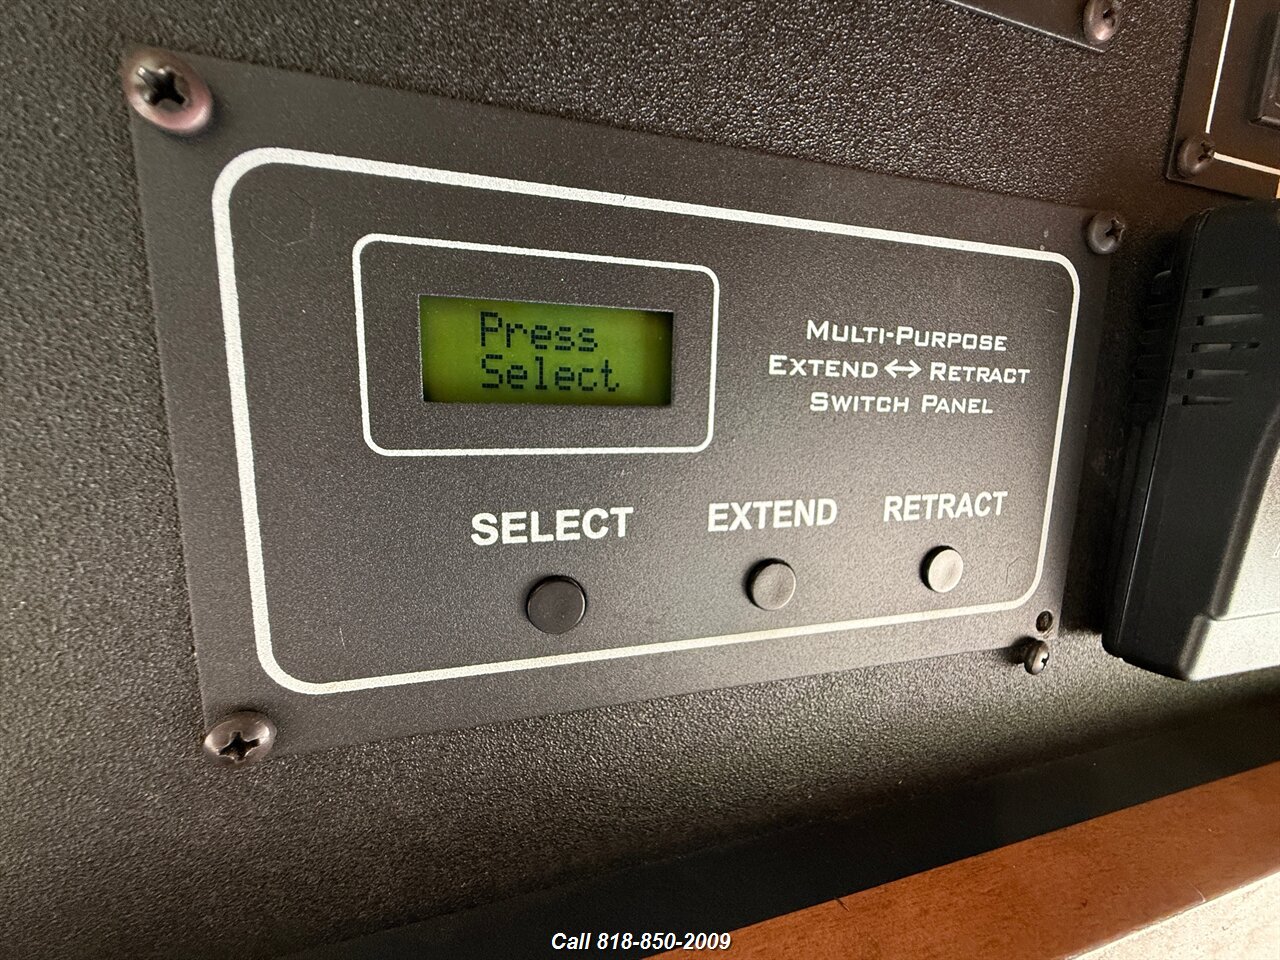 Press
Select
MULTI-PURPOSE
EXTEND ↔ RETRACT
SWITCH PANEL
SELECT
EXTEND
RETRACT
Call 818-850-2009